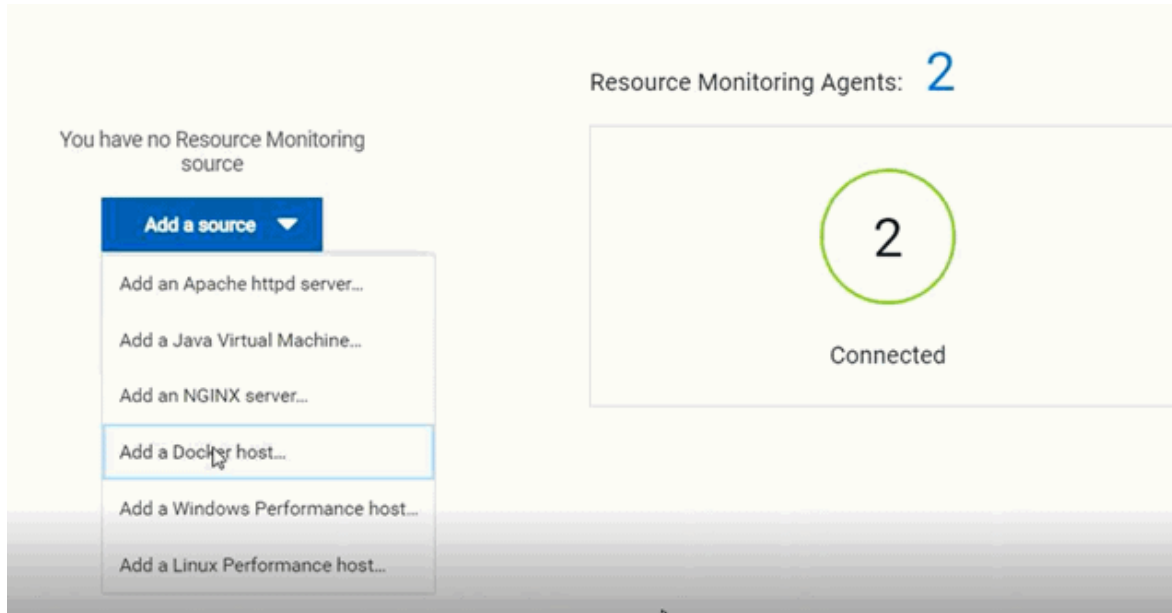 Resource Monitoring Agents: 2
You have no Resource Monitoring
source
Add a source
Add an Apache httpd server...
Add a Java Virtual Machine...
Add an NGINX server...
Add a Docker host...
Add a Windows Performance host...
Add a Linux Performance host...
2
Connected